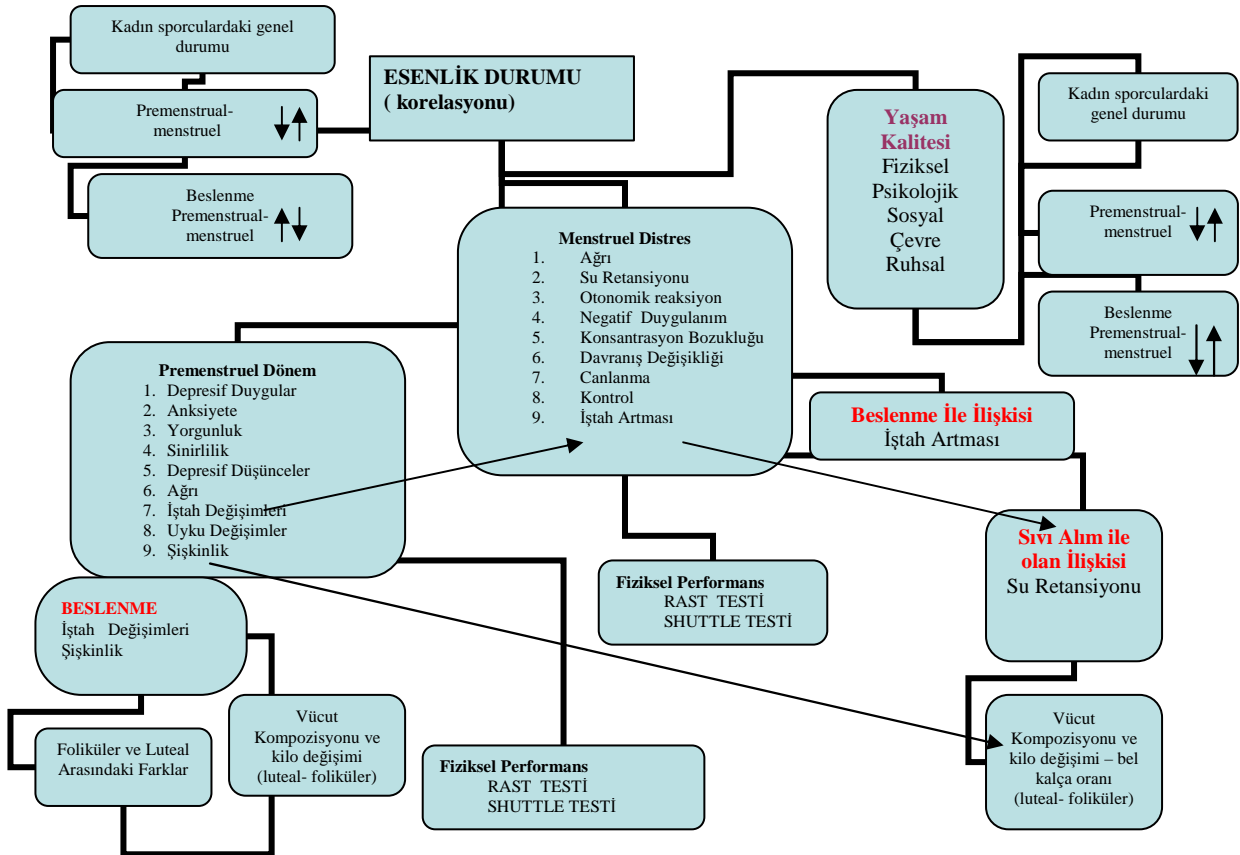 Kadın sporculardaki genel
durumu
Premenstrual-
menstruel
Beslenme
Premenstrual-
menstruel
ESENLİK DURUMU
( korelasyonu)
Yaşam
Kalitesi
Fiziksel
Psikolojik
Sosyal
Çevre
Ruhsal
Kadın sporculardaki
genel durumu
Premenstrual-
menstruel
Beslenme
Premenstrual-
menstruel
Menstruel Distres
1. Ağrı
2. Su Retansiyonu
3. Otonomik reaksiyon
4. Negatif Duygulanım
5. Konsantrasyon Bozukluğu
6. Davranış Değişikliği
7. Canlanma
8. Kontrol
9. İştah Artması
Premenstruel Dönem
1. Depresif Duygular
2. Anksiyete
3. Yorgunluk
4. Sinirlilik
5. Depresif Düşünceler
6. Ağrı
7. İştah Değişimleri
8. Uyku Değişimler
9. Şişkinlik
Beslenme İle İlişkisi
İştah Artması
Sıvı Alım ile
olan İlişkisi
Su Retansiyonu
Fiziksel Performans
RAST TESTİ
SHUTTLE TESTİ
BESLENME
İştah Değişimleri
Şişkinlik
Foliküler ve Luteal
Arasındaki Farklar
Vücut
Kompozisyonu ve
kilo değişimi
(luteal- foliküler)
Fiziksel Performans
RAST TESTİ
SHUTTLE TESTİ
Vücut
Kompozisyonu ve
kilo değişimi – bel
kalça oranı
(luteal- foliküler)